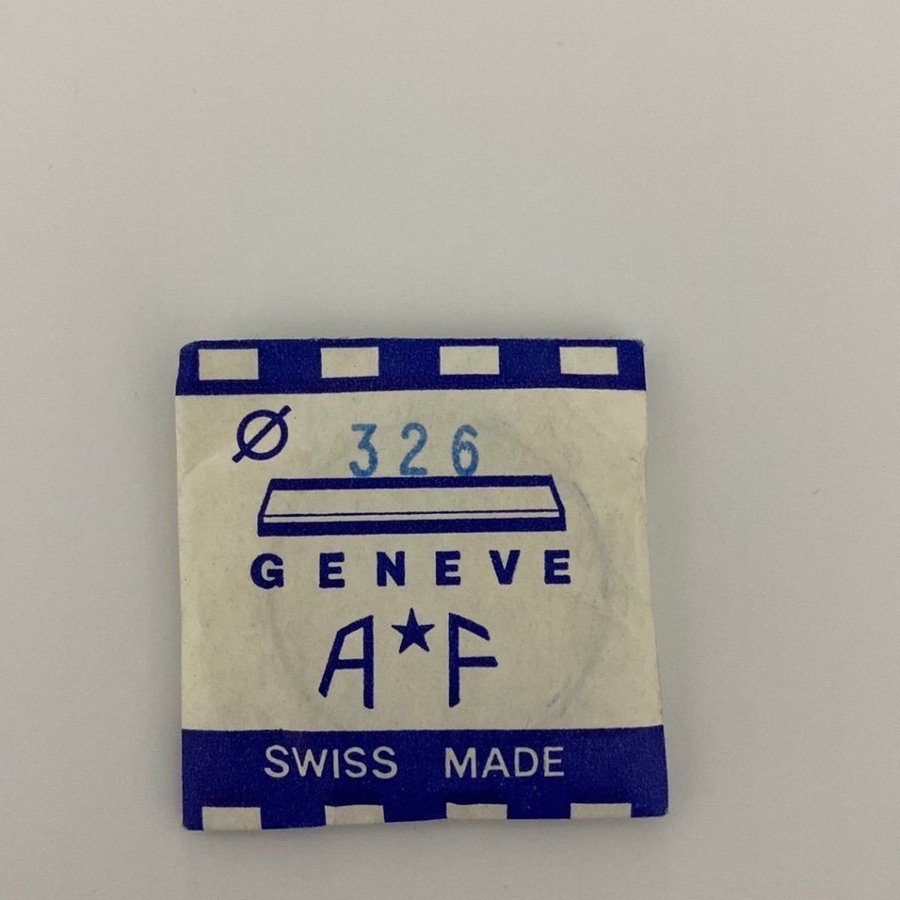 Ø 326
GENEVE
A★F
SWISS MADE